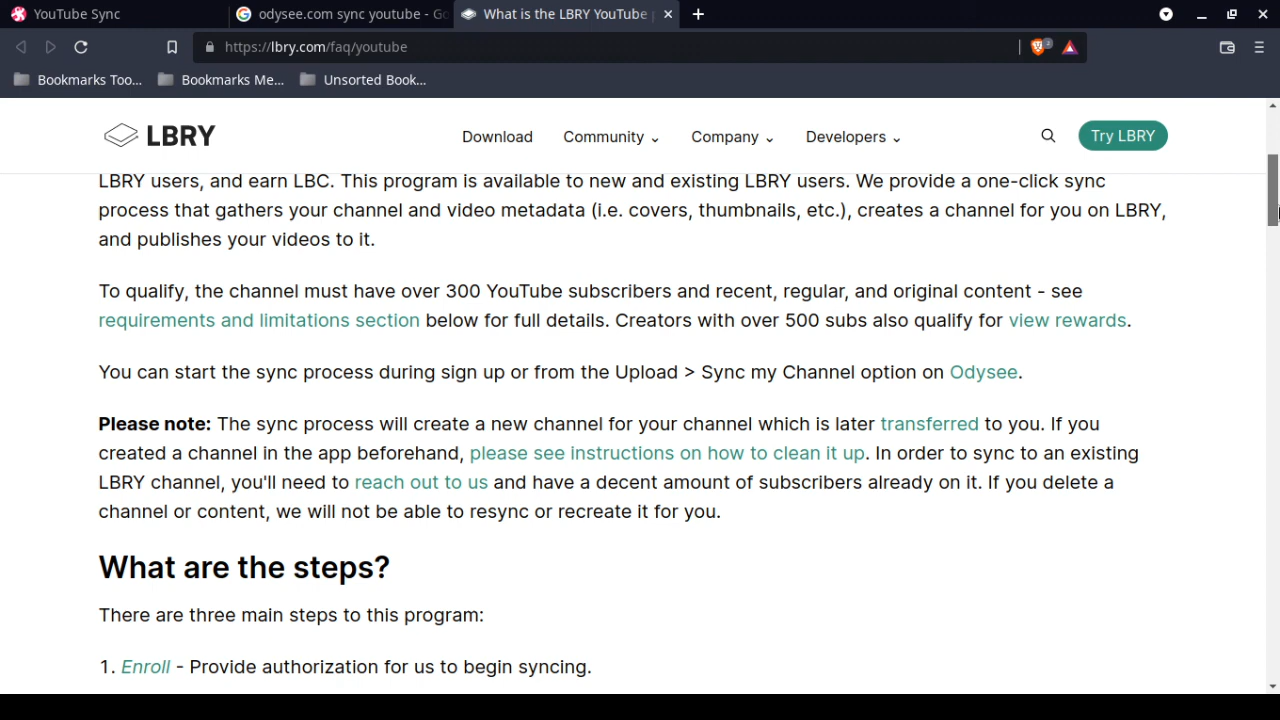 YouTube Sync
odysee.com sync youtube - Go
What is the LBRY YouTube
https://lbry.com/faq/youtube
3
Bookmarks Too...
Bookmarks Me...
Unsorted Book...
LBRY
Download
Community
Company
Developers
Try LBRY
LBRY users, and earn LBC. This program is available to new and existing LBRY users. We provide a one-click sync
process that gathers your channel and video metadata (i.e. covers, thumbnails, etc.), creates a channel for you on LBRY,
and publishes your videos to it.
To qualify, the channel must have over 300 YouTube subscribers and recent, regular, and original content - see
requirements and limitations section below for full details. Creators with over 500 subs also qualify for view rewards.
You can start the sync process during sign up or from the Upload > Sync my Channel option on Odysee.
Please note: The sync process will create a new channel for your channel which is later transferred to you. If you
created a channel in the app beforehand, please see instructions on how to clean it up. In order to sync to an existing
LBRY channel, you'll need to reach out to us and have a decent amount of subscribers already on it. If you delete a
channel or content, we will not be able to resync or recreate it for you.
What are the steps?
There are three main steps to this program:
1. Enroll - Provide authorization for us to begin syncing.